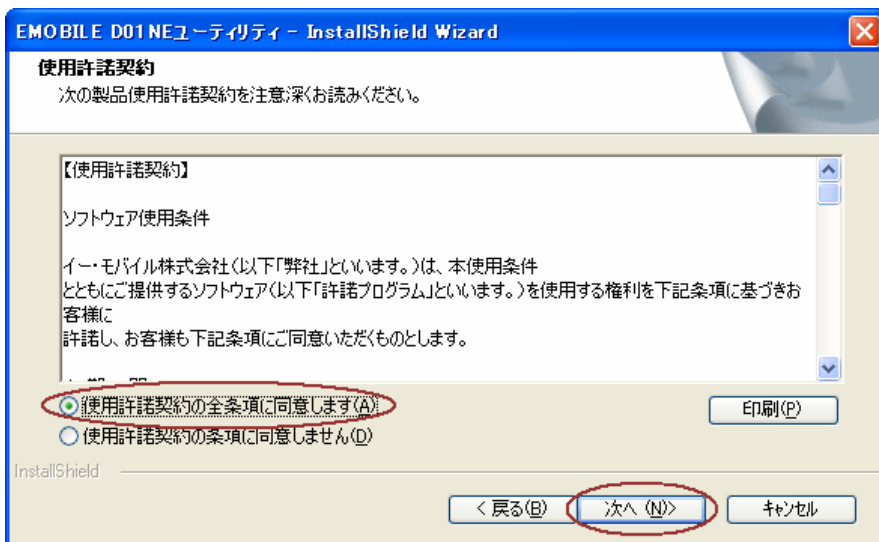 EMOBILE D01NEユーティリティ - InstallShield Wizard
使用許諾契約
次の製品使用許諾契約を注意深くお読みください。
【使用許諾契約】
ソフトウェア使用条件
イー・モバイル株式会社(以下「弊社」といいます。)は、本使用条件
とともにご提供するソフトウェア(以下「許諾プログラム」といいます。)を使用する権利を下記条項に基づきお
客様に
許諾し、お客様も下記条項にご同意いただくものとします。
使用許諾契約の全条項に同意します(A)
印刷(P)
使用許諾契約の条項に同意しません(D)
InstallShield
< 戻る(B)
次へ (N)>
キャンセル